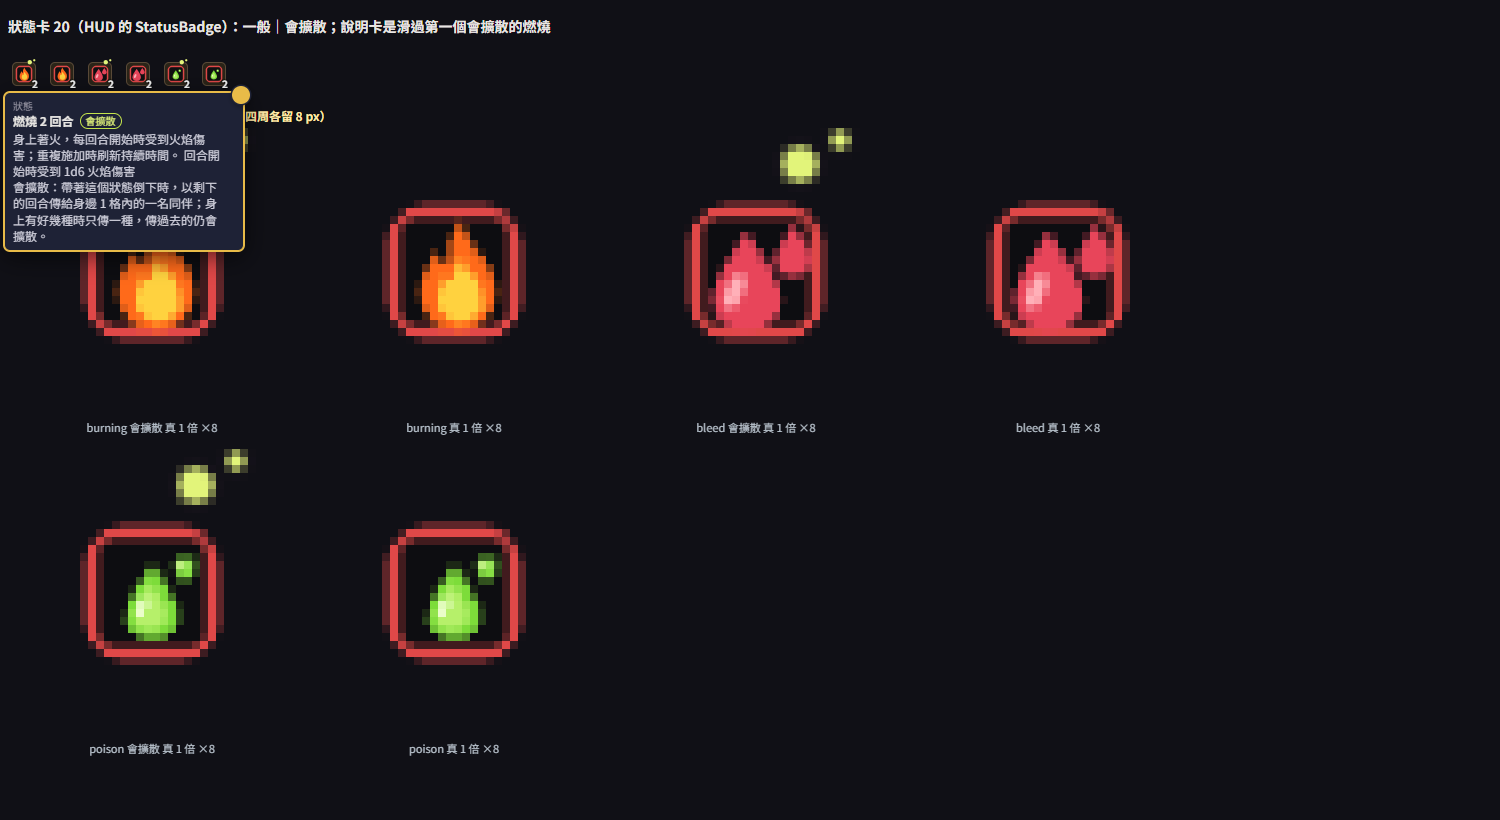 狀態卡 20（HUD 的 StatusBadge）：一般｜會擴散；說明卡是滑過第一個會擴散的燃燒
2 2 2 2 2 2
狀態
燃燒 2 回合 會擴散
四周各留 8 px）
身上著火，每回合開始時受到火焰傷
害；重複施加時刷新持續時間。 回合開
始時受到 1d6 火焰傷害
會擴散：帶著這個狀態倒下時，以剩下
的回合傳給身邊 1 格內的一名同伴；身
上有好幾種時只傳一種，傳過去的仍會
擴散。
burning 會擴散 真 1 倍 ×8
burning 真 1 倍 ×8
bleed 會擴散 真 1 倍 ×8
bleed 真 1 倍 ×8
poison 會擴散 真 1 倍 ×8
poison 真 1 倍 ×8